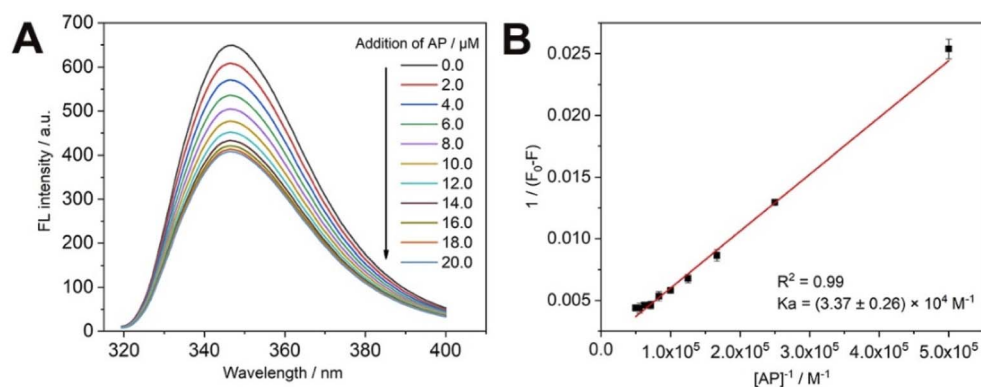 A
FL intensity / a.u.
700
600
500
400
300
200
100
0
320
340
360
380
400
Wavelength / nm
Addition of AP / μM
0.0
2.0
4.0
6.0
8.0
10.0
12.0
14.0
16.0
18.0
20.0
B
1 / (F₀-F)
0.025
0.020
0.015
0.010
0.005
0.0
1.0x10⁵
2.0x10⁵
3.0x10⁵
4.0x10⁵
5.0x10⁵
[AP]⁻¹ / M⁻¹
R² = 0.99
Ka = (3.37 ± 0.26) × 10⁴ M⁻¹